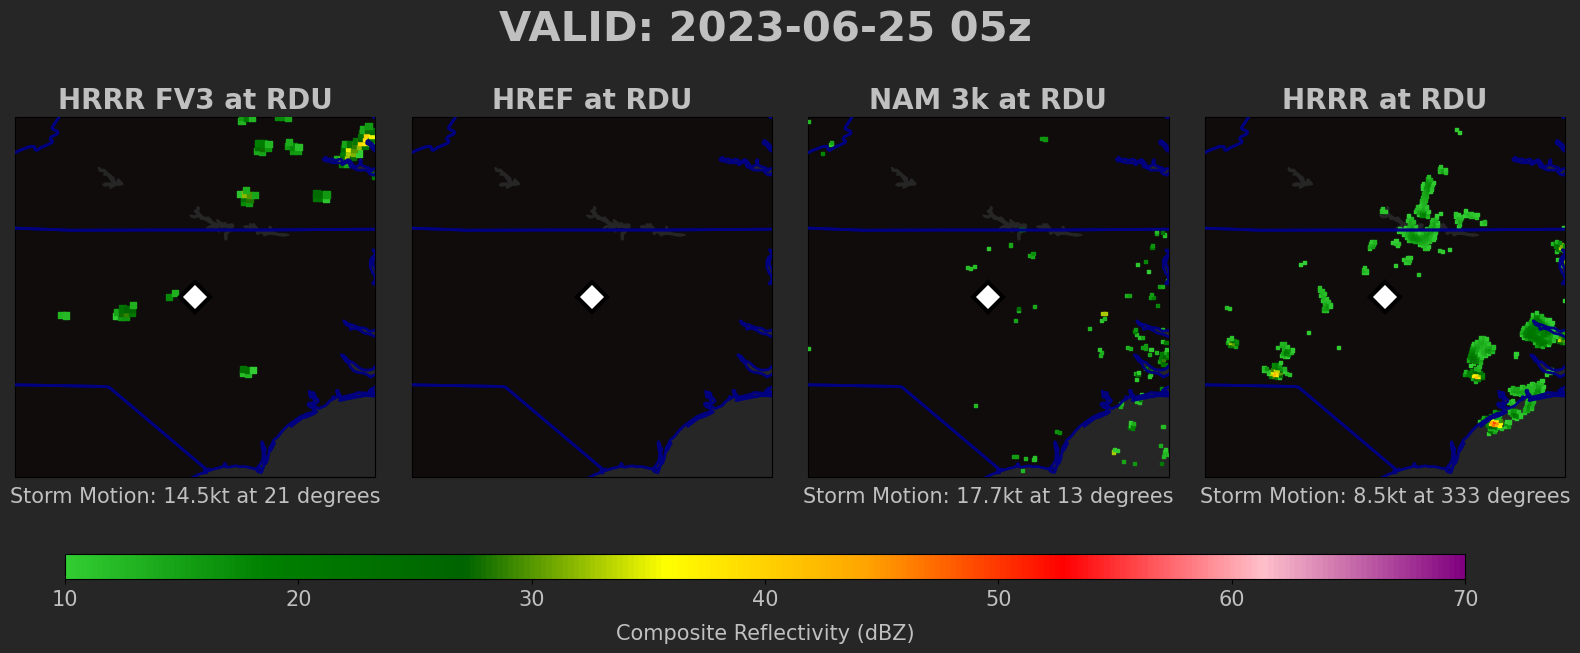 VALID: 2023-06-25 05z
HRRR FV3 at RDU
HREF at RDU
NAM 3k at RDU
HRRR at RDU
Storm Motion: 14.5kt at 21 degrees
Storm Motion: 17.7kt at 13 degrees
Storm Motion: 8.5kt at 333 degrees
10 20 30 40 50 60 70
Composite Reflectivity (dBZ)